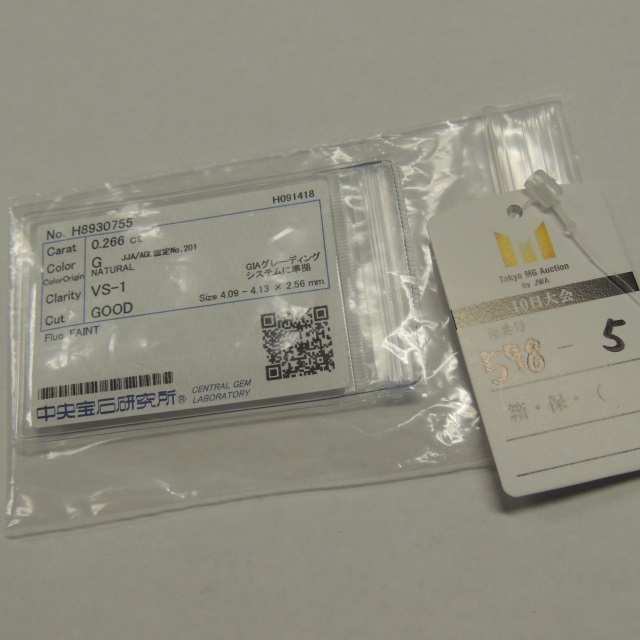 No. H8930755
H091418
Carat 0.266 ct
Color G JJA/AGL 認定No.201
Color-Origin NATURAL
GIAグレーディング
システムに準拠
Clarity VS-1
Size 4.09 - 4.13 × 2.56 mm
Cut GOOD
Fluo FAINT
中央宝石研究所® CENTRAL GEM
LABORATORY
Tokyo MG Auction
by JWA
10日大会
598 - 5
箱・保・(